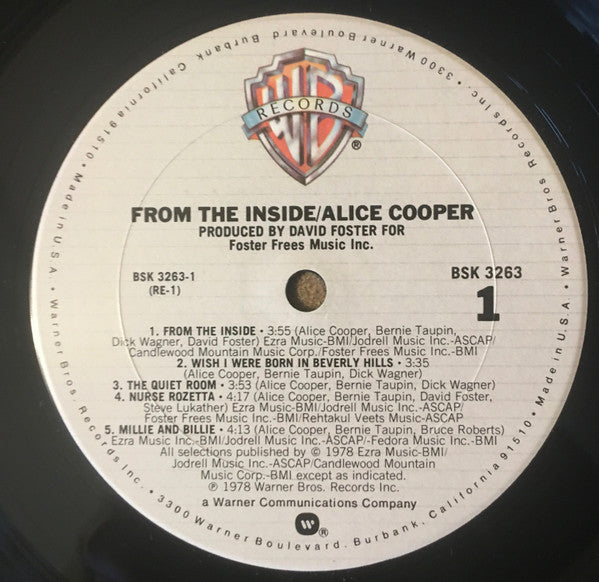 3300 Warner Boulevard Burbank, California 91510 • Made in U.S.A. • Warner Bros. Records Inc. • 3300 Warner Boulevard, Burbank, California 91510 • Made in U.S.A. • Warner Bros Records Inc. •
WB
RECORDS
®
FROM THE INSIDE/ALICE COOPER
PRODUCED BY DAVID FOSTER FOR
Foster Frees Music Inc.
BSK 3263-1
(RE-1)
BSK 3263
1
1. FROM THE INSIDE • 3:55 (Alice Cooper, Bernie Taupin,
Dick Wagner, David Foster) Ezra Music-BMI/Jodrell Music Inc.-ASCAP/
Candlewood Mountain Music Corp./Foster Frees Music Inc.-BMI
2. WISH I WERE BORN IN BEVERLY HILLS • 3:35
(Alice Cooper, Bernie Taupin, Dick Wagner)
3. THE QUIET ROOM • 3:53 (Alice Cooper, Bernie Taupin, Dick Wagner)
4. NURSE ROZETTA • 4:17 (Alice Cooper, Bernie Taupin, David Foster,
Steve Lukather) Ezra Music-BMI/Jodrell Music Inc.-ASCAP/
Foster Frees Music Inc.-BMI/Rehtakul Veets Music-ASCAP
5. MILLIE AND BILLIE • 4:13 (Alice Cooper, Bernie Taupin, Bruce Roberts)
Ezra Music-BMI/Jodrell Music Inc.-ASCAP/-Fedora Music Inc.-BMI
All selections published by © 1978 Ezra Music-BMI/
Jodrell Music Inc.-ASCAP/Candlewood Mountain
Music Corp.-BMI except as indicated.
℗ 1978 Warner Bros. Records Inc.
a Warner Communications Company
W ®